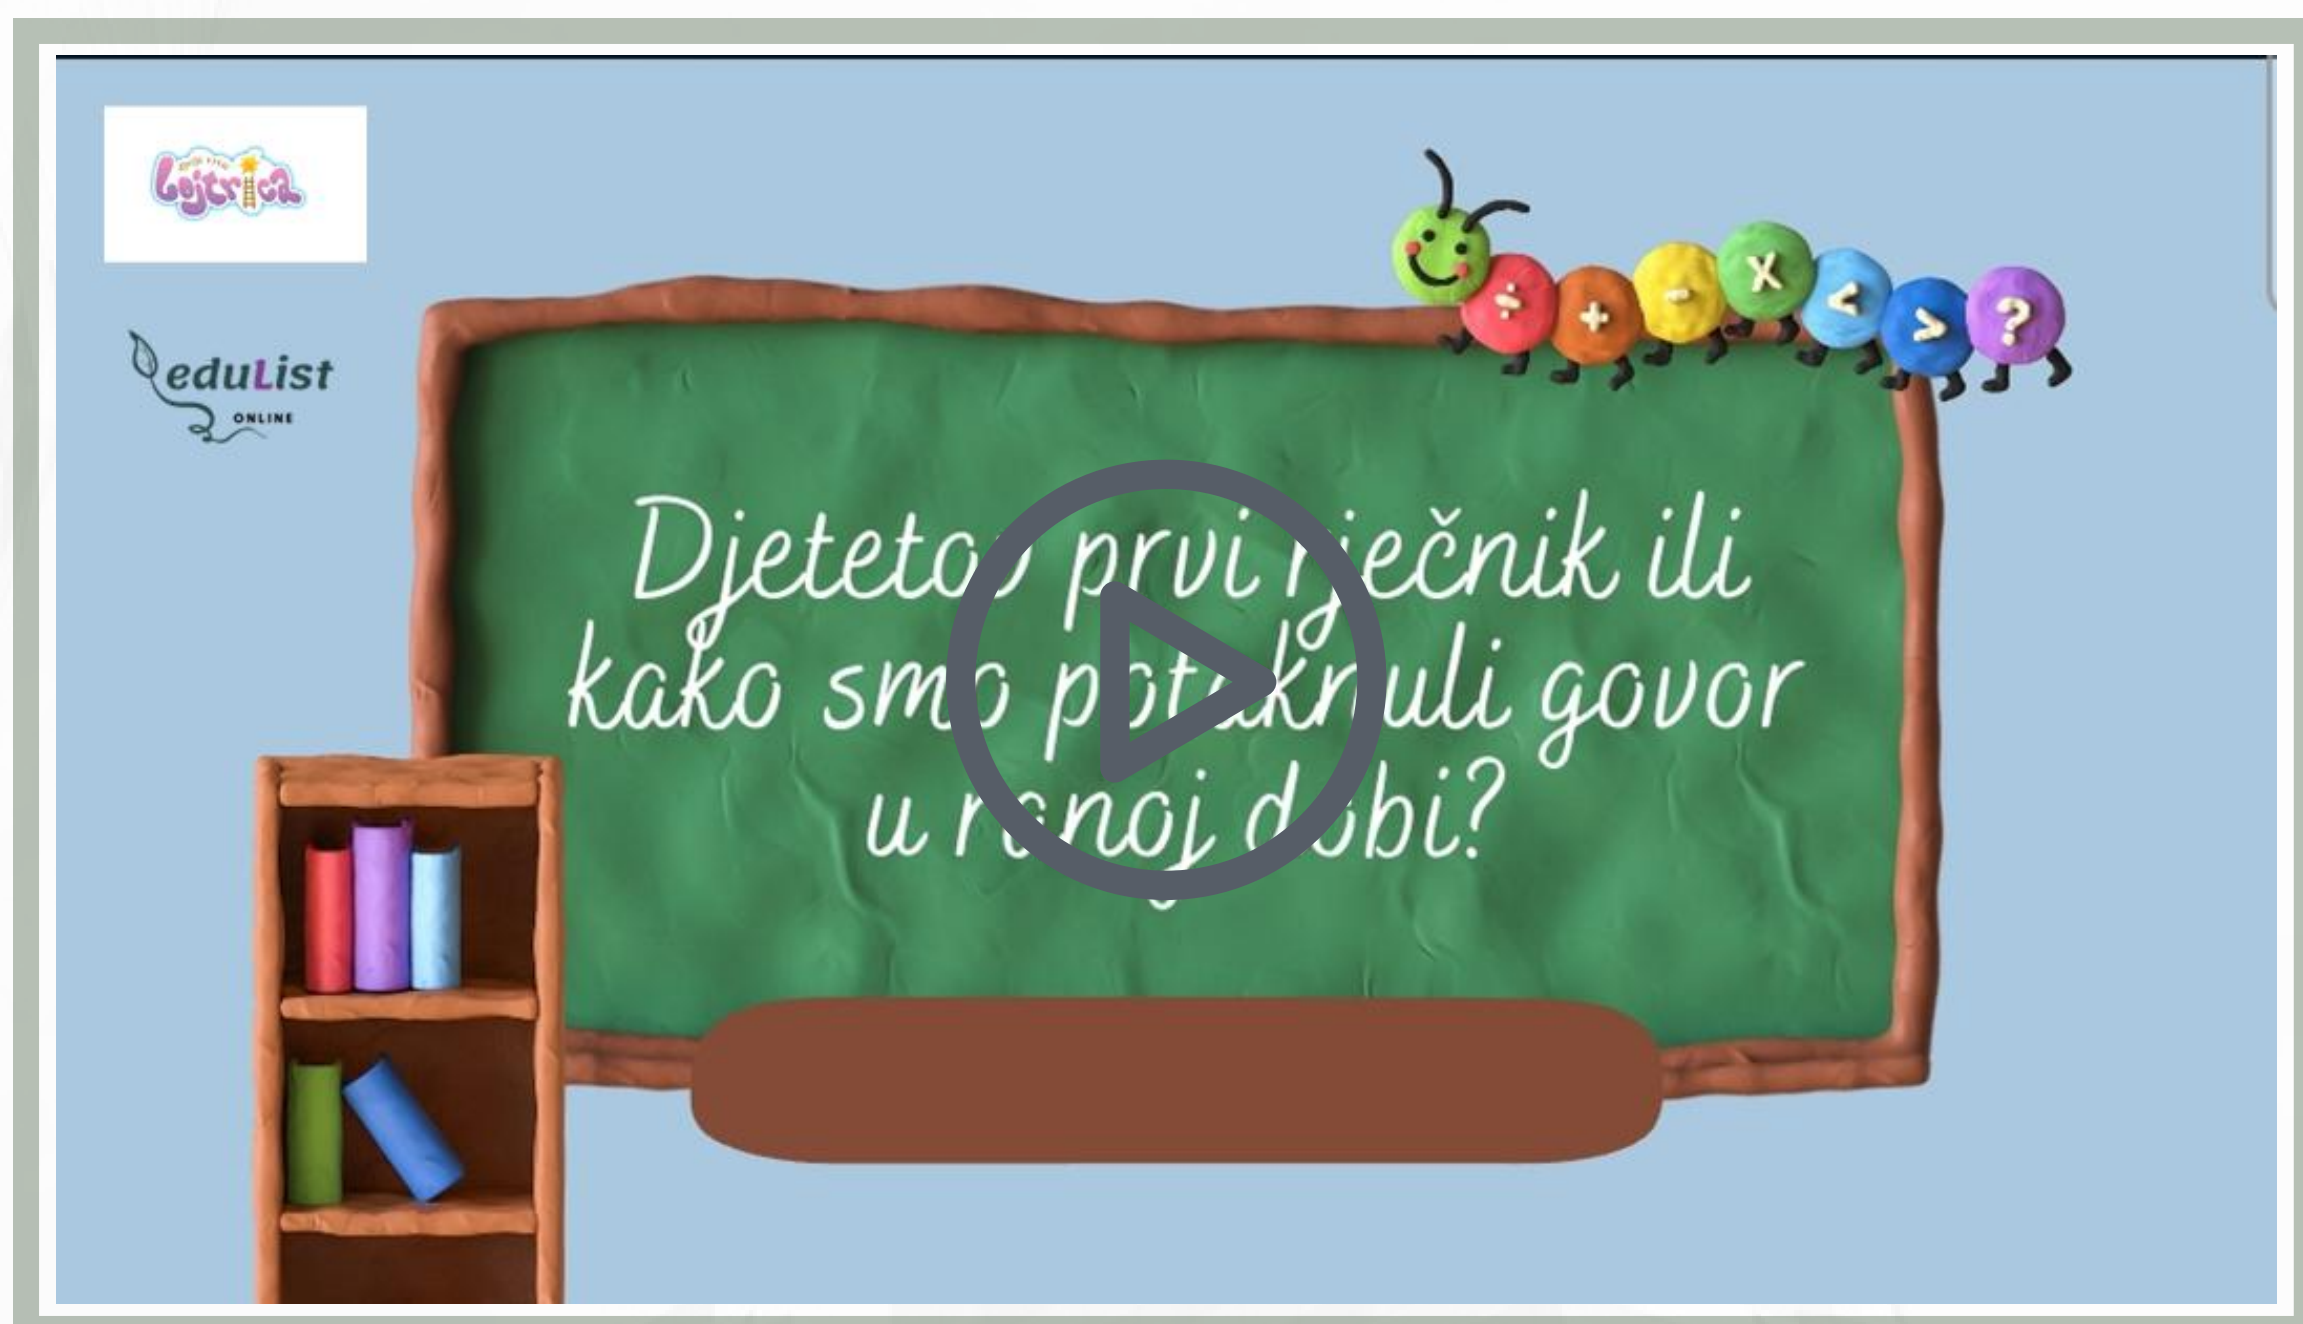 Lojtrica
eduList
ONLINE
÷ + - x < > ?
Djetetov prvi rječnik ili
kako smo potaknuli govor
u ranoj dobi?